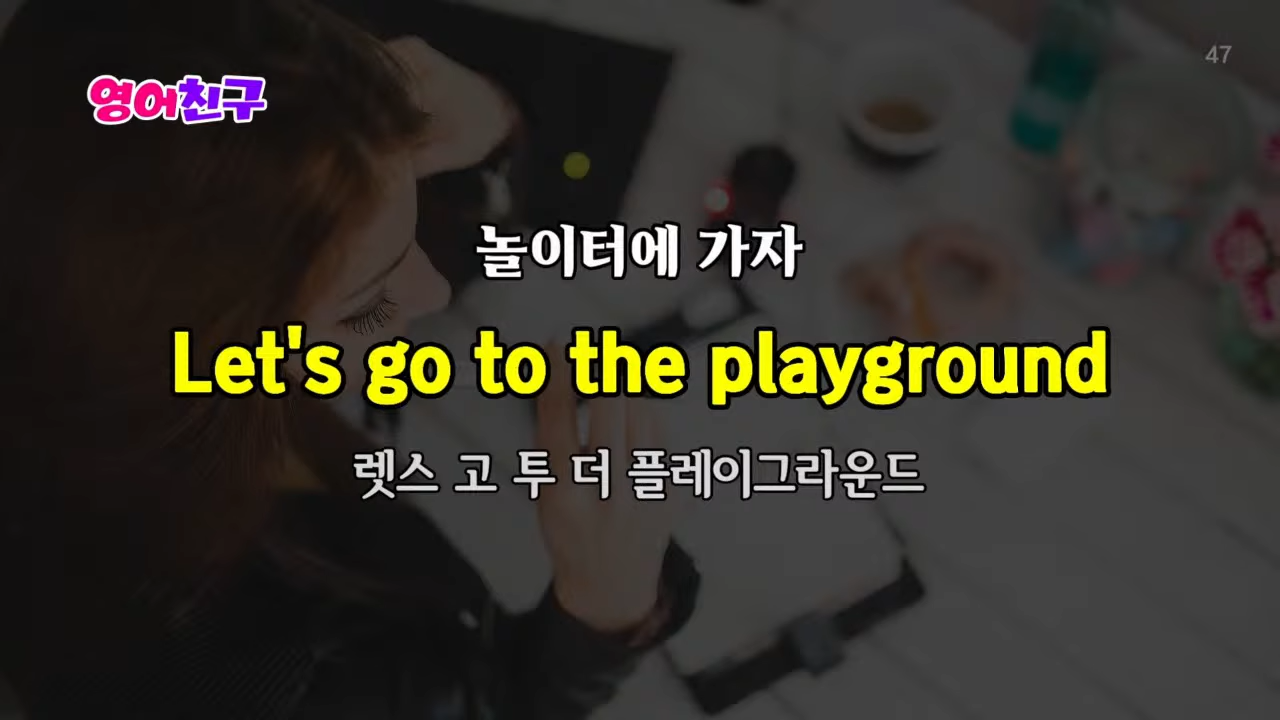 47
영어친구
놀이터에 가자
Let's go to the playground
렛스 고 투 더 플레이그라운드